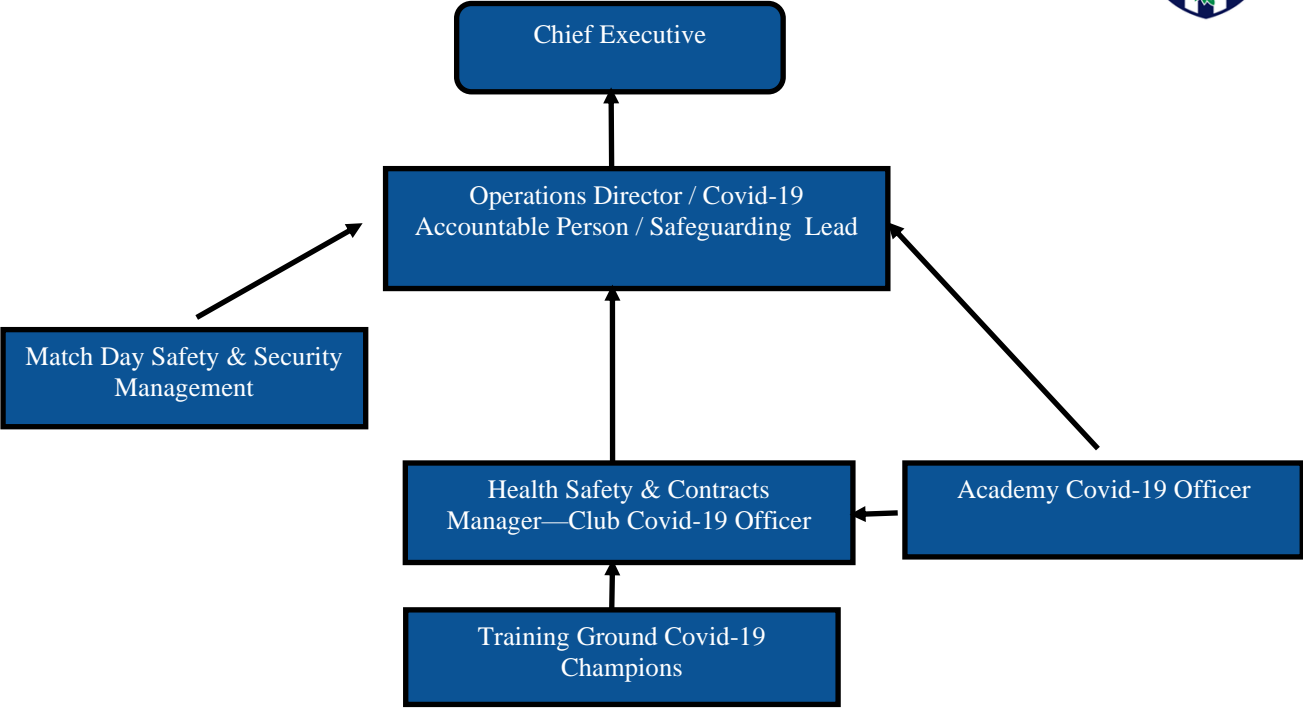 Chief Executive
Operations Director / Covid-19
Accountable Person / Safeguarding  Lead
Match Day Safety & Security
Management
Health Safety & Contracts
Manager—Club Covid-19 Officer
Academy Covid-19 Officer
Training Ground Covid-19
Champions